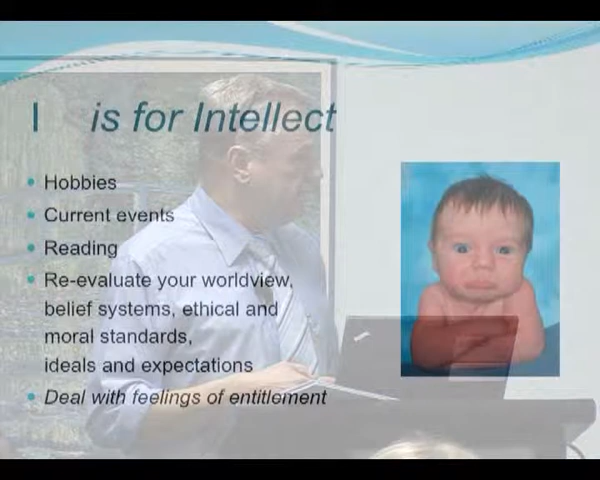 I is for Intellect
Hobbies
Current events
Reading
Re-evaluate your worldview,
belief systems, ethical and
moral standards,
ideals and expectations
Deal with feelings of entitlement